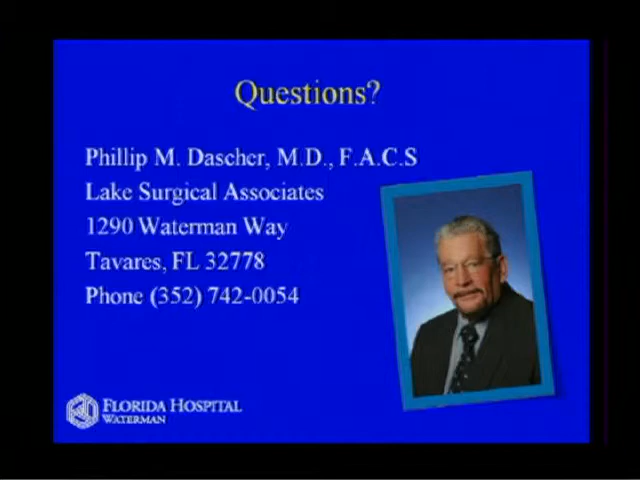 Questions?
Phillip M. Dascher, M.D., F.A.C.S
Lake Surgical Associates
1290 Waterman Way
Tavares, FL 32778
Phone (352) 742-0054
FLORIDA HOSPITAL
WATERMAN